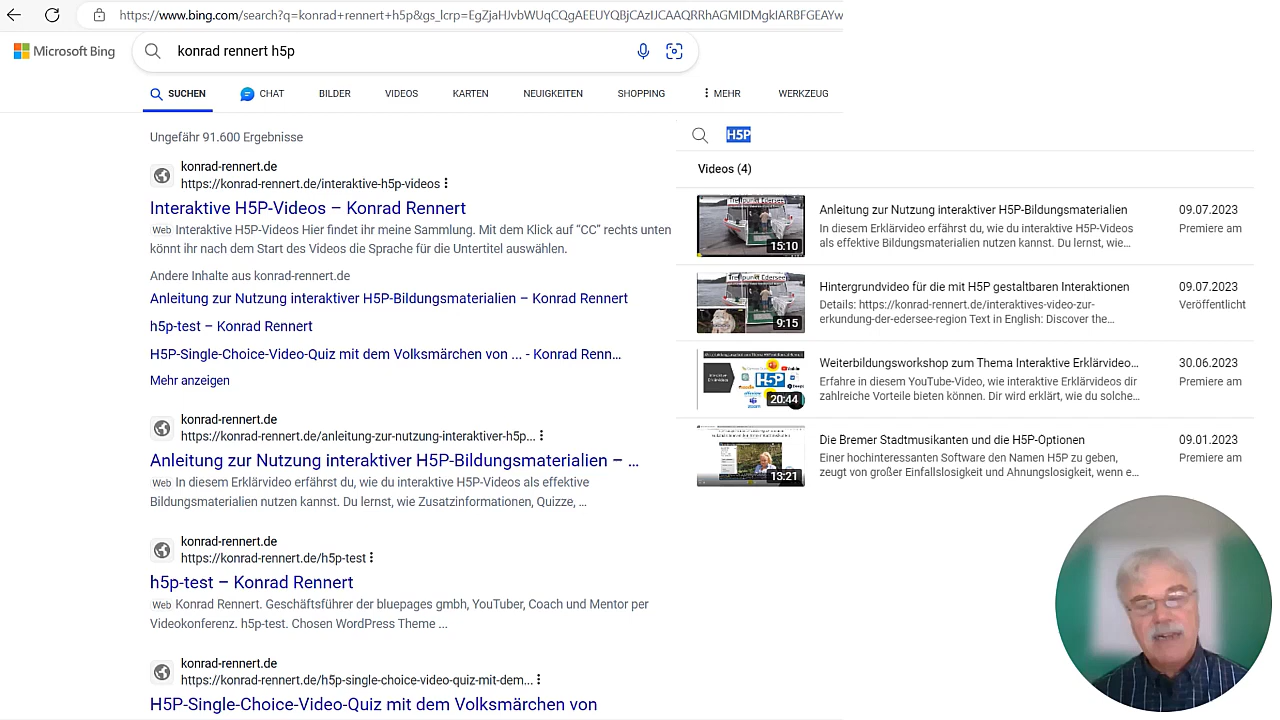 https://www.bing.com/search?q=konrad+rennert+h5p&gs_lcrp=EgZjaHJvbWUqCQgAEEUYQBjCAzIJCAAQRRhAGMIDMgkIARBFGEAYw
Microsoft Bing
konrad rennert h5p
SUCHEN CHAT BILDER VIDEOS KARTEN NEUIGKEITEN SHOPPING MEHR WERKZEUG
Ungefähr 91.600 Ergebnisse
konrad-rennert.de
https://konrad-rennert.de/interaktive-h5p-videos
Interaktive H5P-Videos – Konrad Rennert
Web Interaktive H5P-Videos Hier findet ihr meine Sammlung. Mit dem Klick auf “CC” rechts unten
könnt ihr nach dem Start des Videos die Sprache für die Untertitel auswählen.
Andere Inhalte aus konrad-rennert.de
Anleitung zur Nutzung interaktiver H5P-Bildungsmaterialien – Konrad Rennert
h5p-test – Konrad Rennert
H5P-Single-Choice-Video-Quiz mit dem Volksmärchen von ... - Konrad Renn...
Mehr anzeigen
konrad-rennert.de
https://konrad-rennert.de/anleitung-zur-nutzung-interaktiver-h5p...
Anleitung zur Nutzung interaktiver H5P-Bildungsmaterialien – ...
Web In diesem Erklärvideo erfährst du, wie du interaktive H5P-Videos als effektive
Bildungsmaterialien nutzen kannst. Du lernst, wie Zusatzinformationen, Quizze, ...
konrad-rennert.de
https://konrad-rennert.de/h5p-test
h5p-test – Konrad Rennert
Web Konrad Rennert. Geschäftsführer der bluepages gmbh, YouTuber, Coach und Mentor per
Videokonferenz. h5p-test. Chosen WordPress Theme ...
konrad-rennert.de
https://konrad-rennert.de/h5p-single-choice-video-quiz-mit-dem...
H5P-Single-Choice-Video-Quiz mit dem Volksmärchen von
H5P
Videos (4)
Treffpunkt Edersee
15:10
Anleitung zur Nutzung interaktiver H5P-Bildungsmaterialien
In diesem Erklärvideo erfährst du, wie du interaktive H5P-Videos
als effektive Bildungsmaterialien nutzen kannst. Du lernst, wie...
09.07.2023
Premiere am
Treffpunkt Edersee
9:15
Hintergrundvideo für die mit H5P gestaltbaren Interaktionen
Details: https://konrad-rennert.de/interaktives-video-zur-
erkundung-der-edersee-region Text in English: Discover the...
09.07.2023
Veröffentlicht
H5P
20:44
Weiterbildungsworkshop zum Thema Interaktive Erklärvideo...
Erfahre in diesem YouTube-Video, wie interaktive Erklärvideos dir
zahlreiche Vorteile bieten können. Dir wird erklärt, wie du solche...
30.06.2023
Premiere am
13:21
Die Bremer Stadtmusikanten und die H5P-Optionen
Einer hochinteressanten Software den Namen H5P zu geben,
zeugt von großer Einfallslosigkeit und Ahnungslosigkeit, wenn e...
09.01.2023
Premiere am